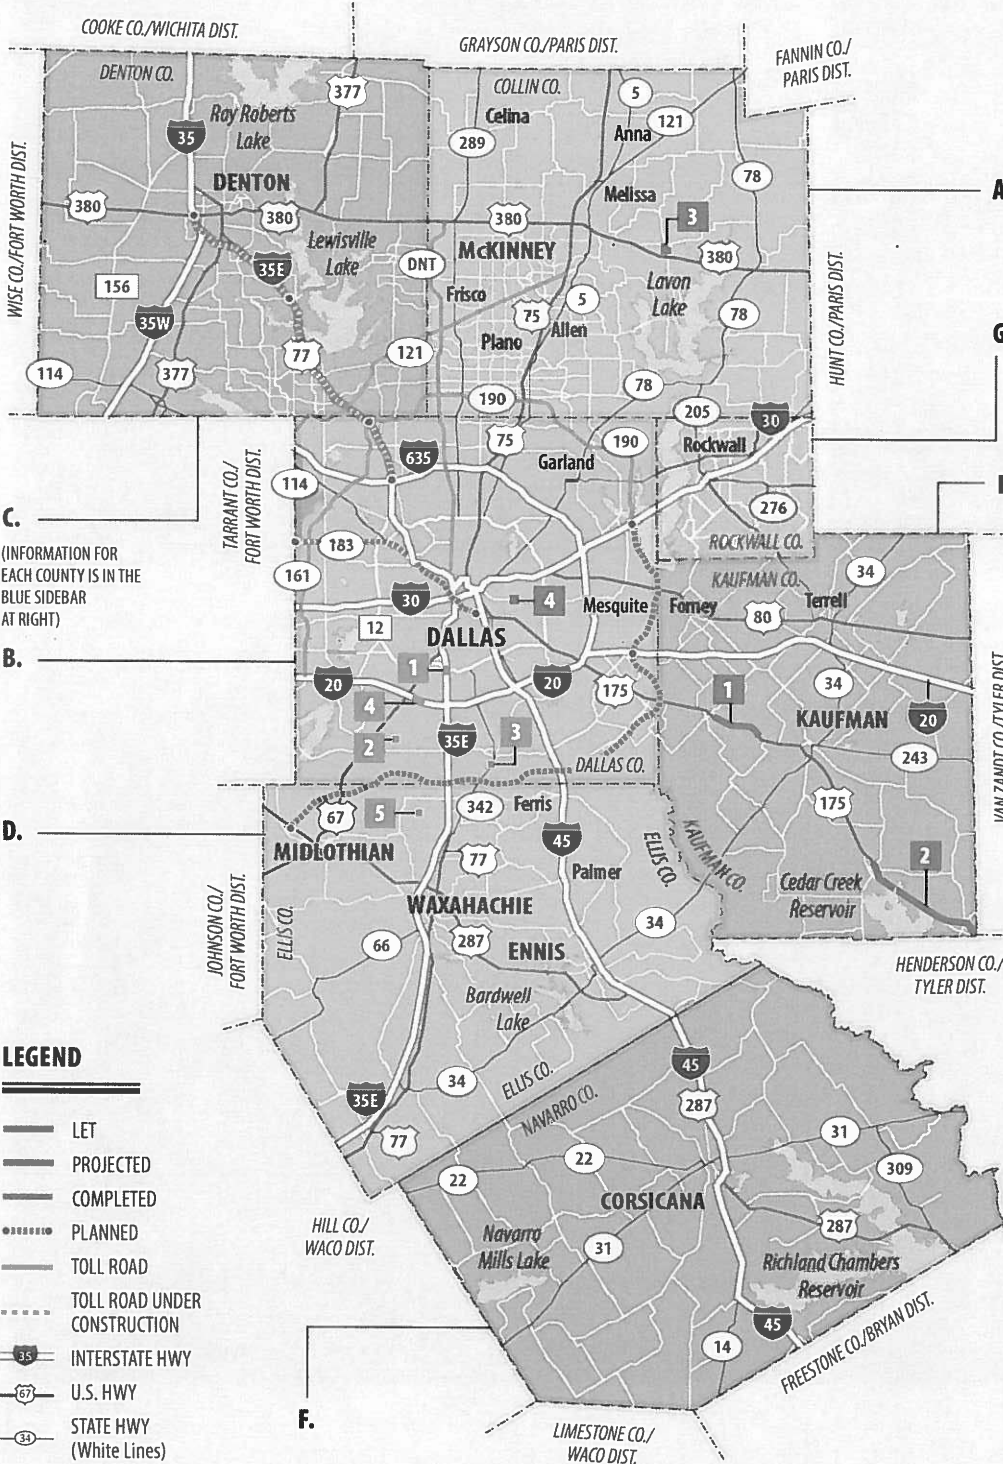 COOKE CO./WICHITA DIST.
GRAYSON CO./PARIS DIST.
FANNIN CO./
PARIS DIST.
DENTON CO.
COLLIN CO.
377
5
Celina
Ray Roberts
Lake
35
289
Anna
121
WISE CO./FORT WORTH DIST.
DENTON
78
Melissa
A
380
380
380
3
Lewisville
Lake
McKINNEY
380
35E
DNT
156
Frisco
Lavon
Lake
HUNT CO./PARIS DIST.
5
75
Allen
78
35W
Plano
G
77
121
114
377
78
190
205
30
75
190
Rockwall
635
Garland
TARRANT CO./
FORT WORTH DIST.
114
276
C.
(INFORMATION FOR
EACH COUNTY IS IN THE
BLUE SIDEBAR
AT RIGHT)
183
ROCKWALL CO.
161
KAUFMAN CO.
34
30
4
Mesquite
Forney
Terrell
80
12
DALLAS
B.
1
20
20
175
1
34
4
KAUFMAN
20
35E
3
2
243
DALLAS CO.
VAN ZANDT CO./TYLER DIST.
67
5
342
Ferris
175
D.
45
MIDLOTHIAN
77
Palmer
ELLIS CO.
KAUFMAN CO.
2
Cedar Creek
Reservoir
JOHNSON CO./
FORT WORTH DIST.
ELLIS CO.
WAXAHACHIE
34
66
287
ENNIS
HENDERSON CO./
TYLER DIST.
Bardwell
Lake
LEGEND
45
34
ELLIS CO.
NAVARRO CO.
35E
287
LET
77
31
PROJECTED
22
22
309
COMPLETED
CORSICANA
PLANNED
HILL CO./
WACO DIST.
Navarro
Mills Lake
31
287
Richland Chambers
Reservoir
TOLL ROAD
TOLL ROAD UNDER
CONSTRUCTION
45
35
INTERSTATE HWY
14
FREESTONE CO./BRYAN DIST.
67
U.S. HWY
F.
34
STATE HWY
(White Lines)
LIMESTONE CO./
WACO DIST.